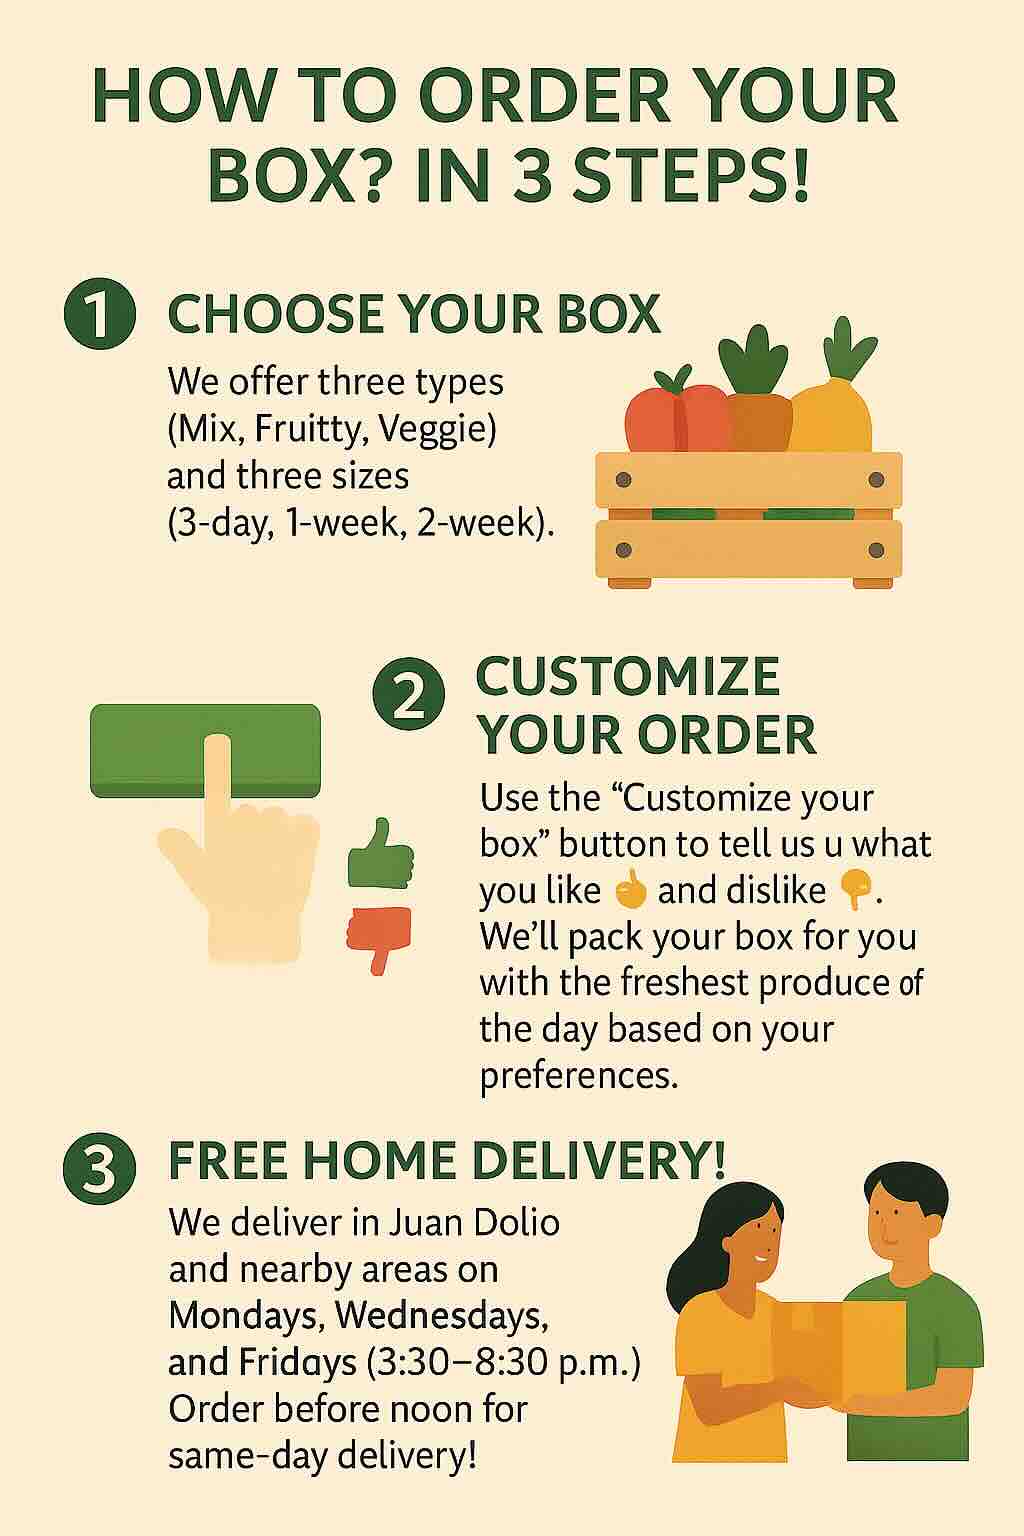 HOW TO ORDER YOUR
BOX? IN 3 STEPS!
1 CHOOSE YOUR BOX
We offer three types
(Mix, Fruitty, Veggie)
and three sizes
(3-day, 1-week, 2-week).
2 CUSTOMIZE
YOUR ORDER
Use the “Customize your
box” button to tell us u what
you like 👆 and dislike 👇.
We’ll pack your box for you
with the freshest produce of
the day based on your
preferences.
3 FREE HOME DELIVERY!
We deliver in Juan Dolio
and nearby areas on
Mondays, Wednesdays,
and Fridays (3:30–8:30 p.m.)
Order before noon for
same-day delivery!